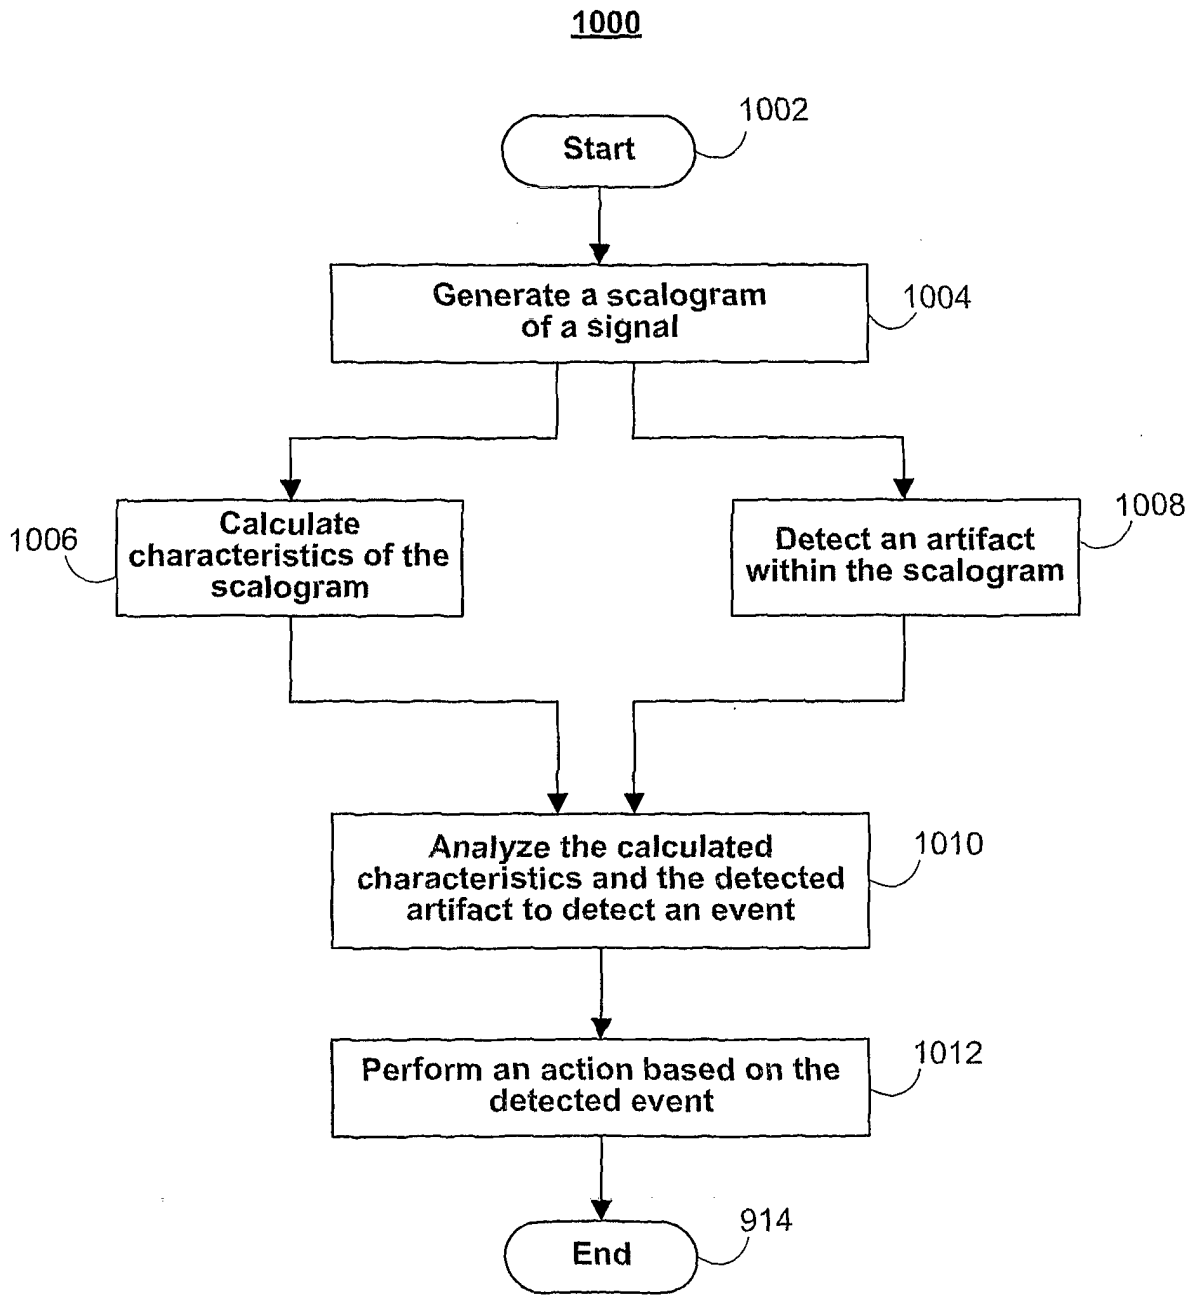 1000
1002
Start
Generate a scalogram
of a signal
1004
1006
Calculate
characteristics of the
scalogram
1008
Detect an artifact
within the scalogram
Analyze the calculated
characteristics and the detected
artifact to detect an event
1010
Perform an action based on the
detected event
1012
914
End